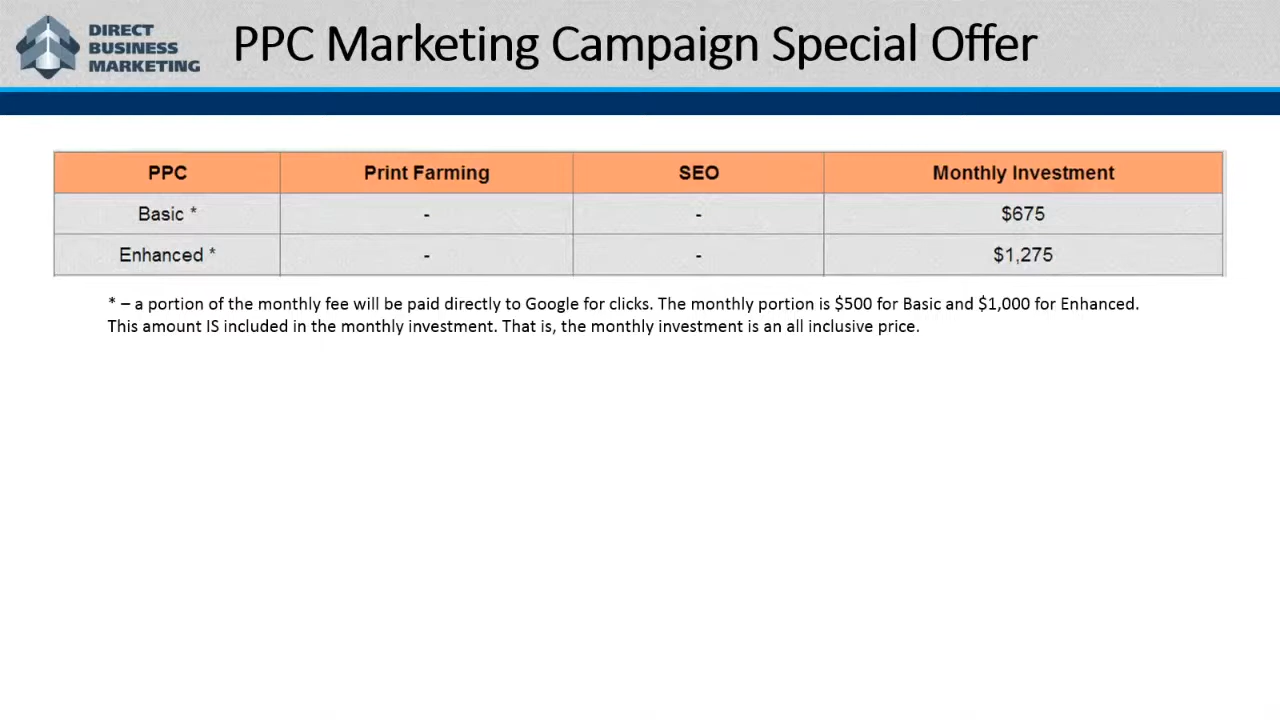 DIRECT
BUSINESS
MARKETING
PPC Marketing Campaign Special Offer
PPC Print Farming SEO Monthly Investment
Basic * - - $675
Enhanced * - - $1,275
* – a portion of the monthly fee will be paid directly to Google for clicks. The monthly portion is $500 for Basic and $1,000 for Enhanced.
This amount IS included in the monthly investment. That is, the monthly investment is an all inclusive price.